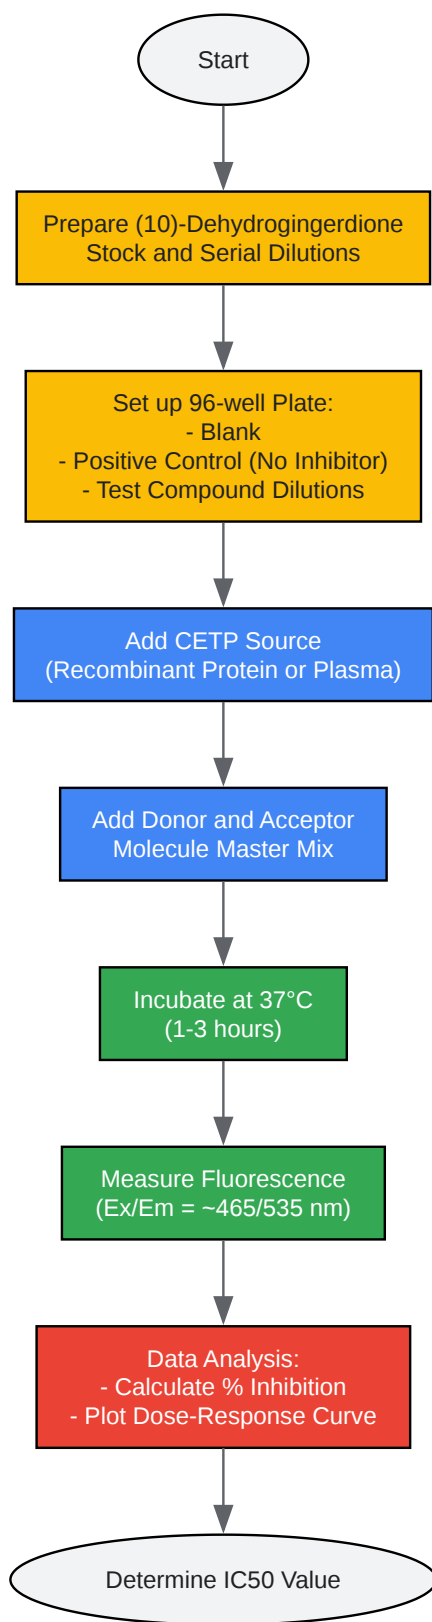 Start
Prepare (10)-Dehydrogingerdione
Stock and Serial Dilutions
Set up 96-well Plate:
- Blank
- Positive Control (No Inhibitor)
- Test Compound Dilutions
Add CETP Source
(Recombinant Protein or Plasma)
Add Donor and Acceptor
Molecule Master Mix
Incubate at 37°C
(1-3 hours)
Measure Fluorescence
(Ex/Em = ~465/535 nm)
Data Analysis:
- Calculate % Inhibition
- Plot Dose-Response Curve
Determine IC50 Value